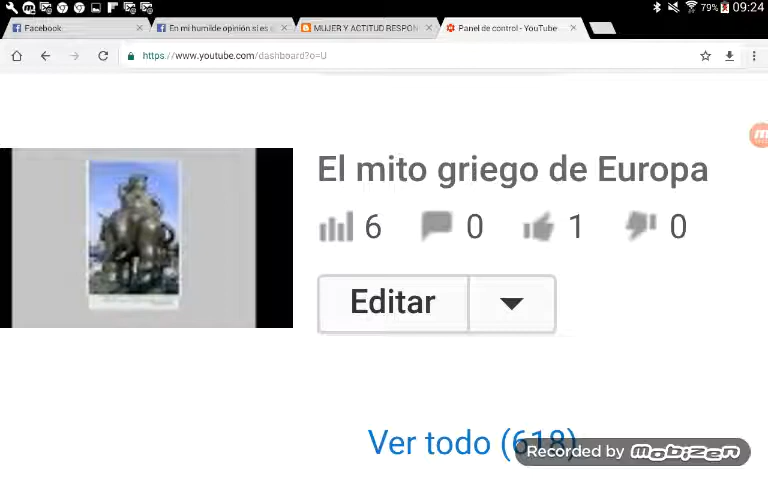 79% 09:24
Facebook
En mi humilde opinión si es
MUJER Y ACTITUD RESPON
Panel de control - YouTube
https://www.youtube.com/dashboard?o=U
El mito griego de Europa
6 0 1 0
Editar
Ver todo (618)
Recorded by mobizen